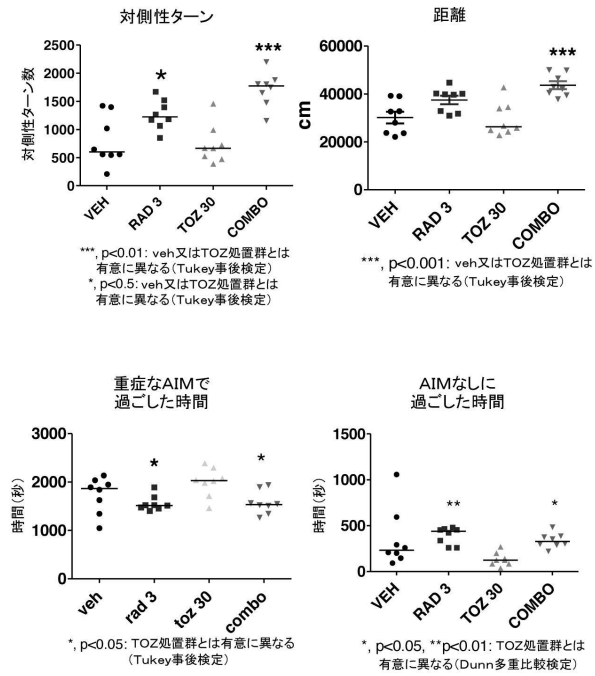 対側性ターン
***
*
対側性ターン数
2500
2000
1500
1000
500
0
VEH
RAD 3
TOZ 30
COMBO
***, p<0.01: veh又はTOZ処置群とは
有意に異なる(Tukey事後検定)
*, p<0.5: veh又はTOZ処置群とは
有意に異なる(Tukey事後検定)
距離
***
cm
60000
40000
20000
0
VEH
RAD 3
TOZ 30
COMBO
***, p<0.001: veh又はTOZ処置群とは
有意に異なる(Tukey事後検定)
重症なAIMで
過ごした時間
*
*
時間(秒)
3000
2000
1000
0
veh
rad 3
toz 30
combo
*, p<0.05: TOZ処置群とは有意に異なる
(Tukey事後検定)
AIMなしに
過ごした時間
**
*
時間(秒)
1500
1000
500
0
VEH
RAD 3
TOZ 30
COMBO
*, p<0.05, **p<0.01: TOZ処置群とは
有意に異なる(Dunn多重比較検定)